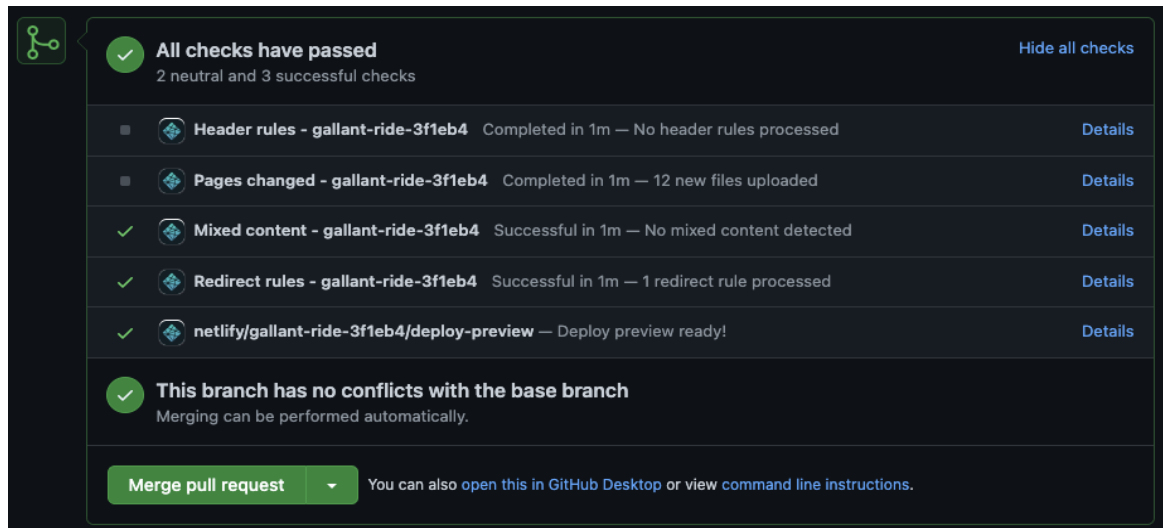 All checks have passed
Hide all checks
2 neutral and 3 successful checks
Header rules - gallant-ride-3f1eb4 Completed in 1m — No header rules processed Details
Pages changed - gallant-ride-3f1eb4 Completed in 1m — 12 new files uploaded Details
Mixed content - gallant-ride-3f1eb4 Successful in 1m — No mixed content detected Details
Redirect rules - gallant-ride-3f1eb4 Successful in 1m — 1 redirect rule processed Details
netlify/gallant-ride-3f1eb4/deploy-preview — Deploy preview ready! Details
This branch has no conflicts with the base branch
Merging can be performed automatically.
Merge pull request You can also open this in GitHub Desktop or view command line instructions.